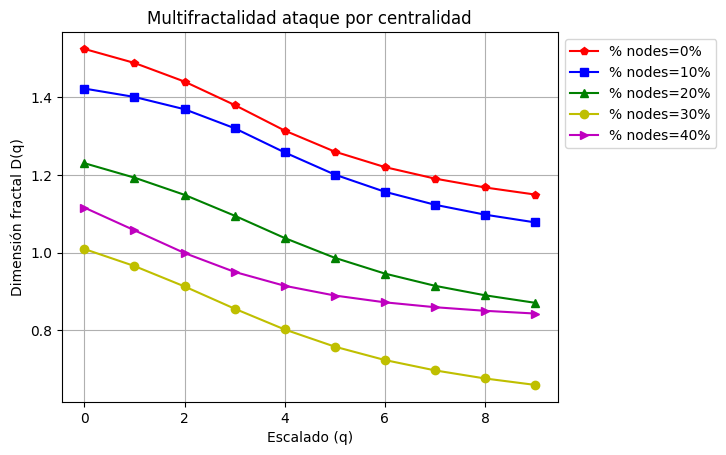 Multifractalidad ataque por centralidad
% nodes=0%
% nodes=10%
% nodes=20%
% nodes=30%
% nodes=40%
Dimensión fractal D(q)
1.4
1.2
1.0
0.8
0 2 4 6 8
Escalado (q)